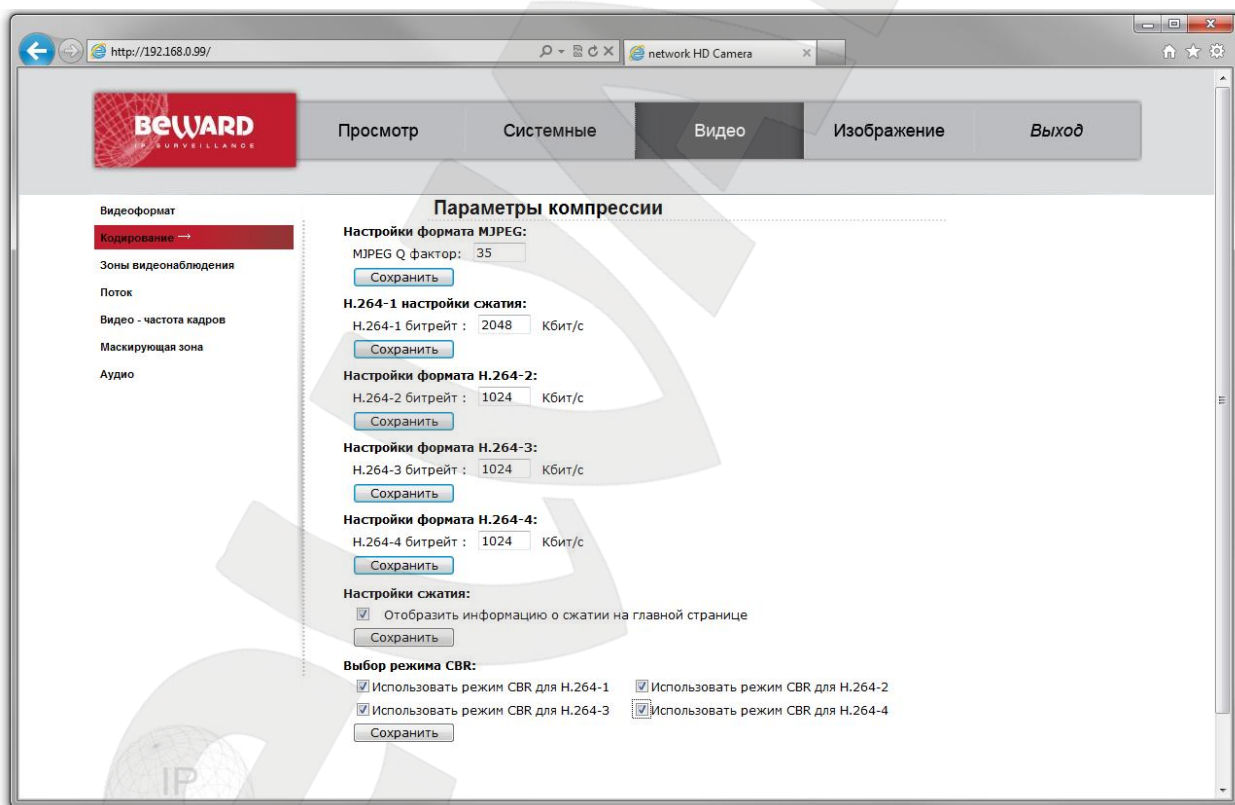 http://192.168.0.99/
network HD Camera
BEWARD
IP SURVEILLANCE
Просмотр
Системные
Видео
Изображение
Выход
Видеоформат
Кодирование →
Зоны видеонаблюдения
Поток
Видео - частота кадров
Маскирующая зона
Аудио
Параметры компрессии
Настройки формата MJPEG:
MJPEG Q фактор: 35
Сохранить
H.264-1 настройки сжатия:
H.264-1 битрейт : 2048 Кбит/с
Сохранить
Настройки формата H.264-2:
H.264-2 битрейт : 1024 Кбит/с
Сохранить
Настройки формата H.264-3:
H.264-3 битрейт : 1024 Кбит/с
Сохранить
Настройки формата H.264-4:
H.264-4 битрейт : 1024 Кбит/с
Сохранить
Настройки сжатия:
Отобразить информацию о сжатии на главной странице
Сохранить
Выбор режима CBR:
Использовать режим CBR для H.264-1 Использовать режим CBR для H.264-2
Использовать режим CBR для H.264-3 Использовать режим CBR для H.264-4
Сохранить
IP